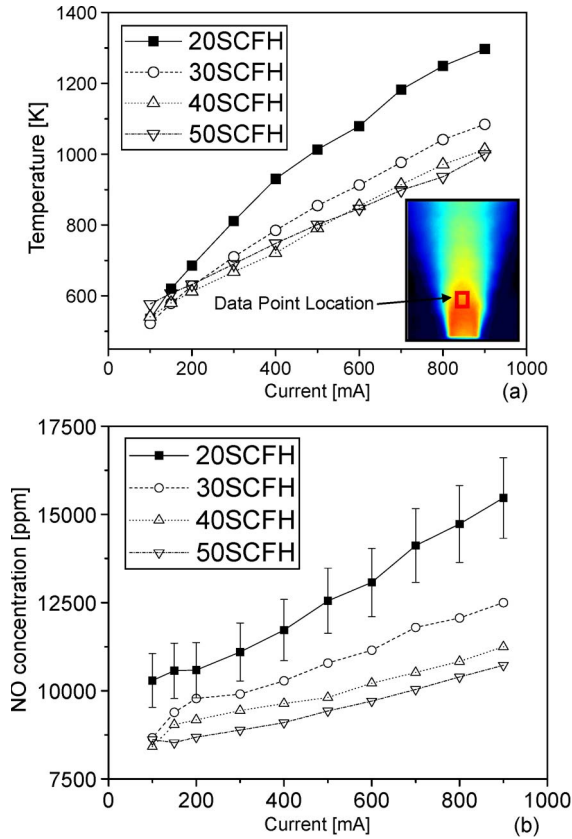 1400
1200
1000
800
600
Temperature [K]
20SCFH
30SCFH
40SCFH
50SCFH
Data Point Location
0 200 400 600 800 1000
Current [mA]
(a)
17500
15000
12500
10000
7500
NO concentration [ppm]
20SCFH
30SCFH
40SCFH
50SCFH
0 200 400 600 800 1000
Current [mA]
(b)